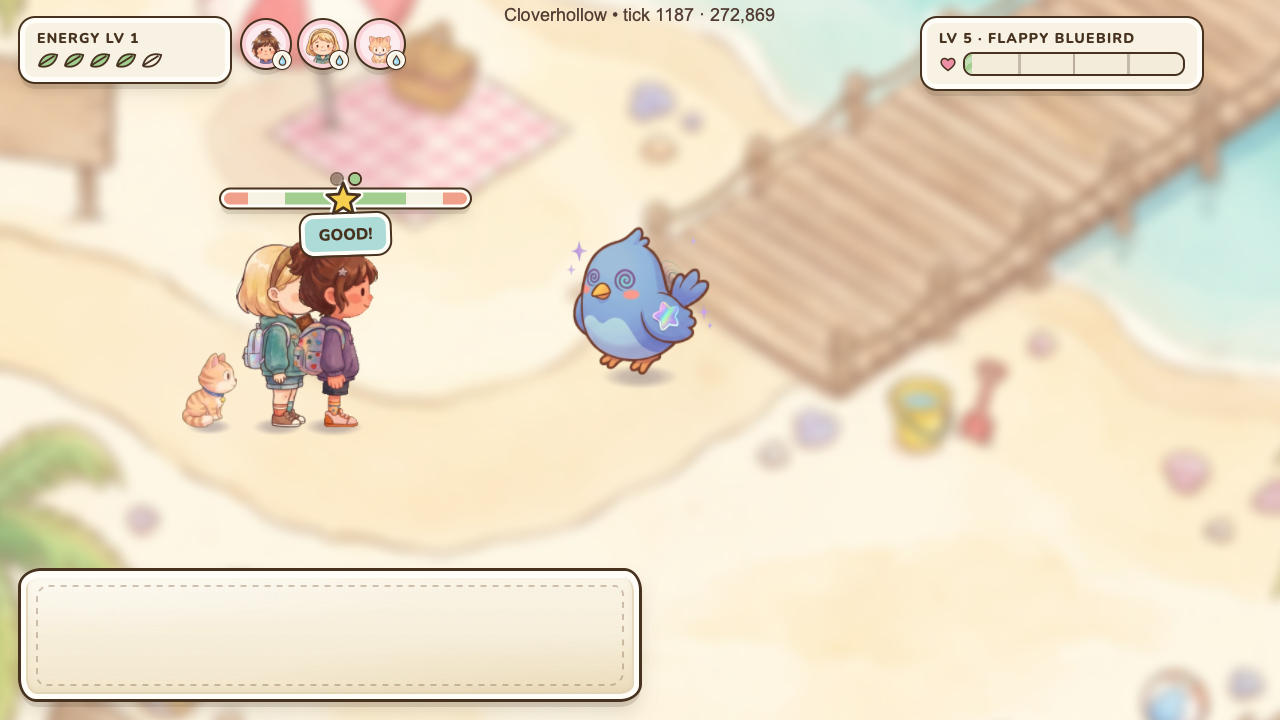 Cloverhollow • tick 1187 · 272,869
ENERGY LV 1
LV 5 · FLAPPY BLUEBIRD
GOOD!